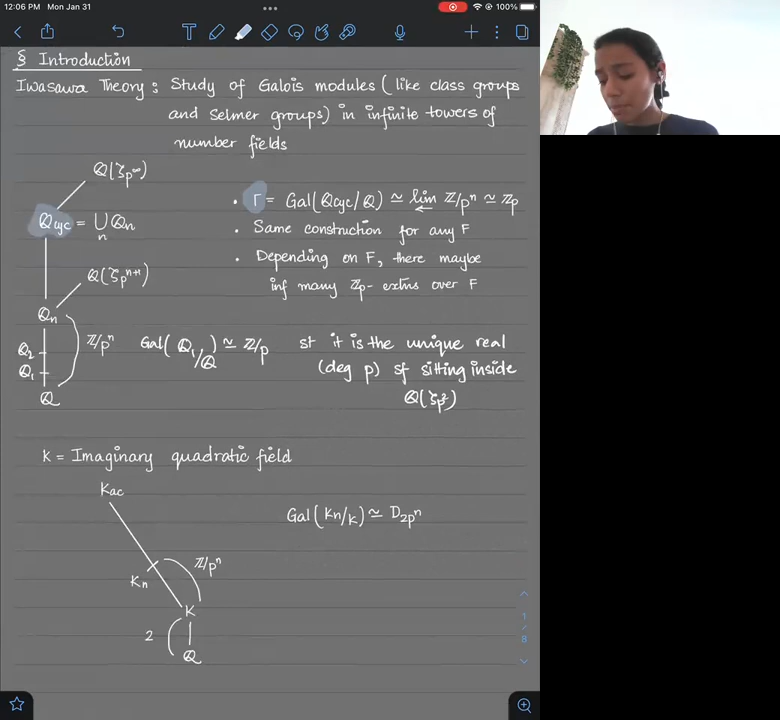 12:06 PM Mon Jan 31
100%
§ Introduction
Iwasawa Theory : Study of Galois modules (like class groups
and Selmer groups) in infinite towers of
number fields
Q(ζp∞)
Qcyc = ∪n Qn
Q(ζpⁿ⁺¹)
Qn
Z/pⁿ
Q2
Q1
Q
• Γ = Gal(Qcyc/Q) ≃ lim← Z/pⁿ ≃ Zp
• Same construction for any F
• Depending on F, there maybe
inf many Zp- extns over F
Gal(Q1/Q) ≃ Z/p st it is the unique real
(deg p) sf sitting inside
Q(ζp²)
K = Imaginary quadratic field
Kac
Gal(Kn/k) ≃ D2pⁿ
Z/pⁿ
Kn
K
2
Q
1
/
8